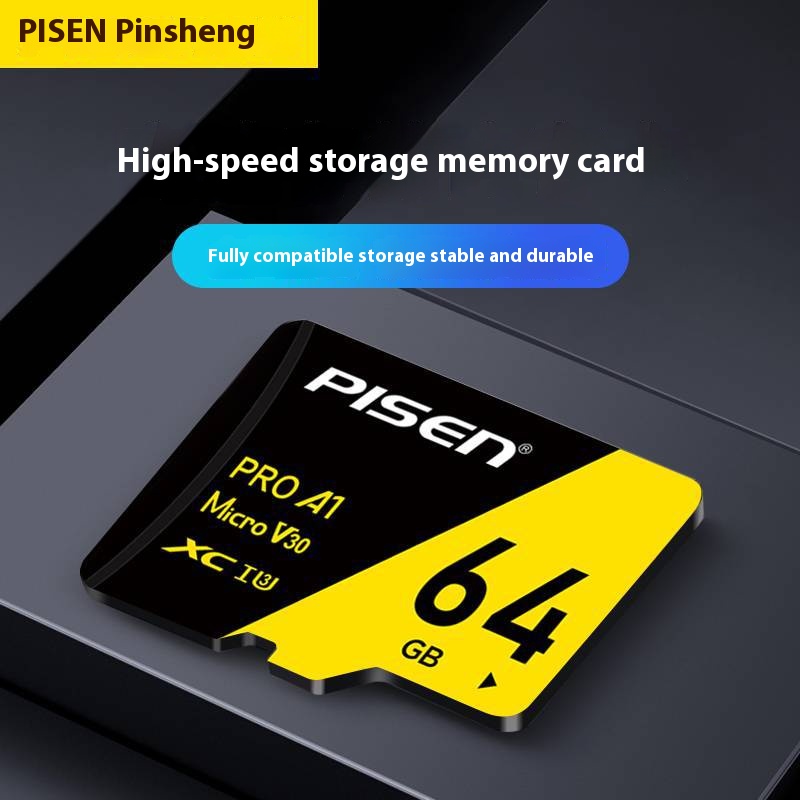 PISEN Pinsheng
High-speed storage memory card
Fully compatible storage stable and durable
PISEN®
PRO A1
Micro V30
XC I U3
64
GB